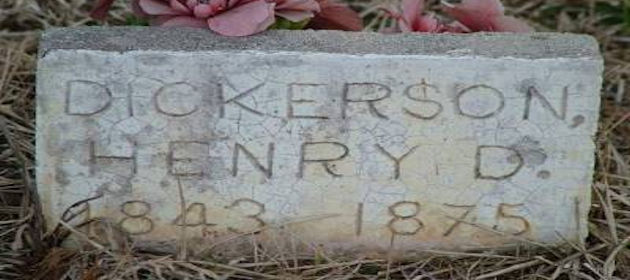 DICKERSON,
HENRY D.
1843 - 1875